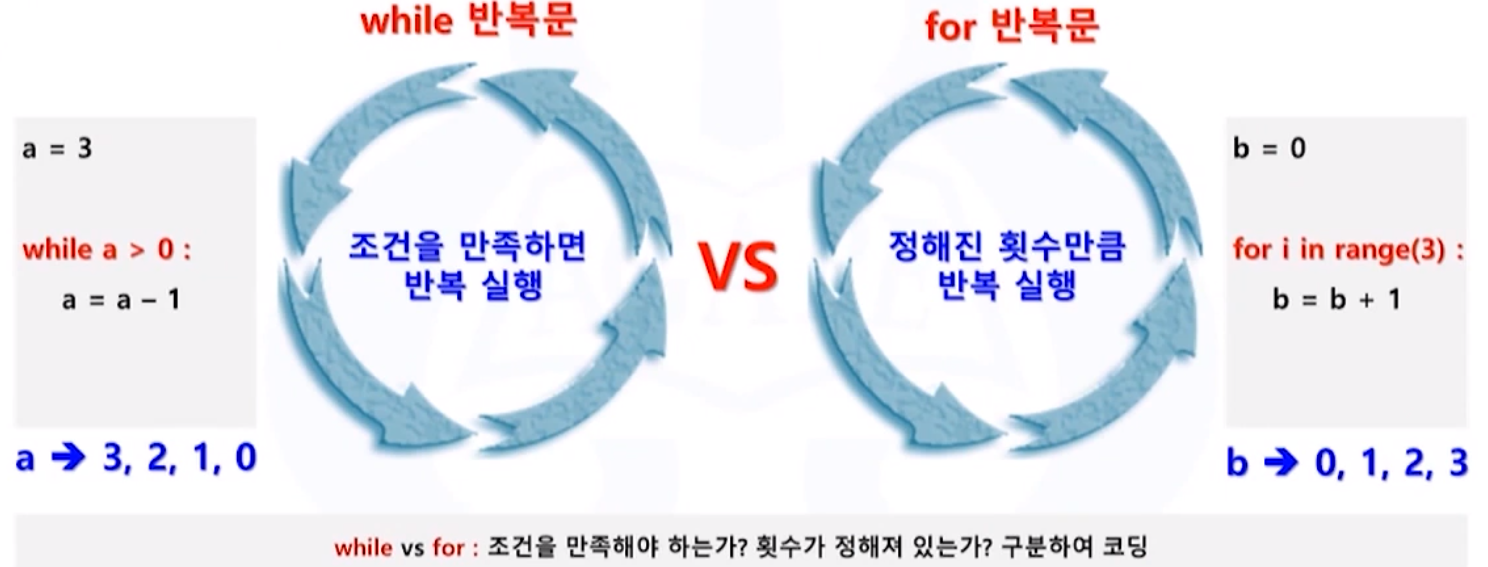 while 반복문
for 반복문
a = 3
while a > 0 :
a = a – 1
a ➔ 3, 2, 1, 0
조건을 만족하면
반복 실행
VS
정해진 횟수만큼
반복 실행
b = 0
for i in range(3) :
b = b + 1
b ➔ 0, 1, 2, 3
while vs for : 조건을 만족해야 하는가? 횟수가 정해져 있는가? 구분하여 코딩